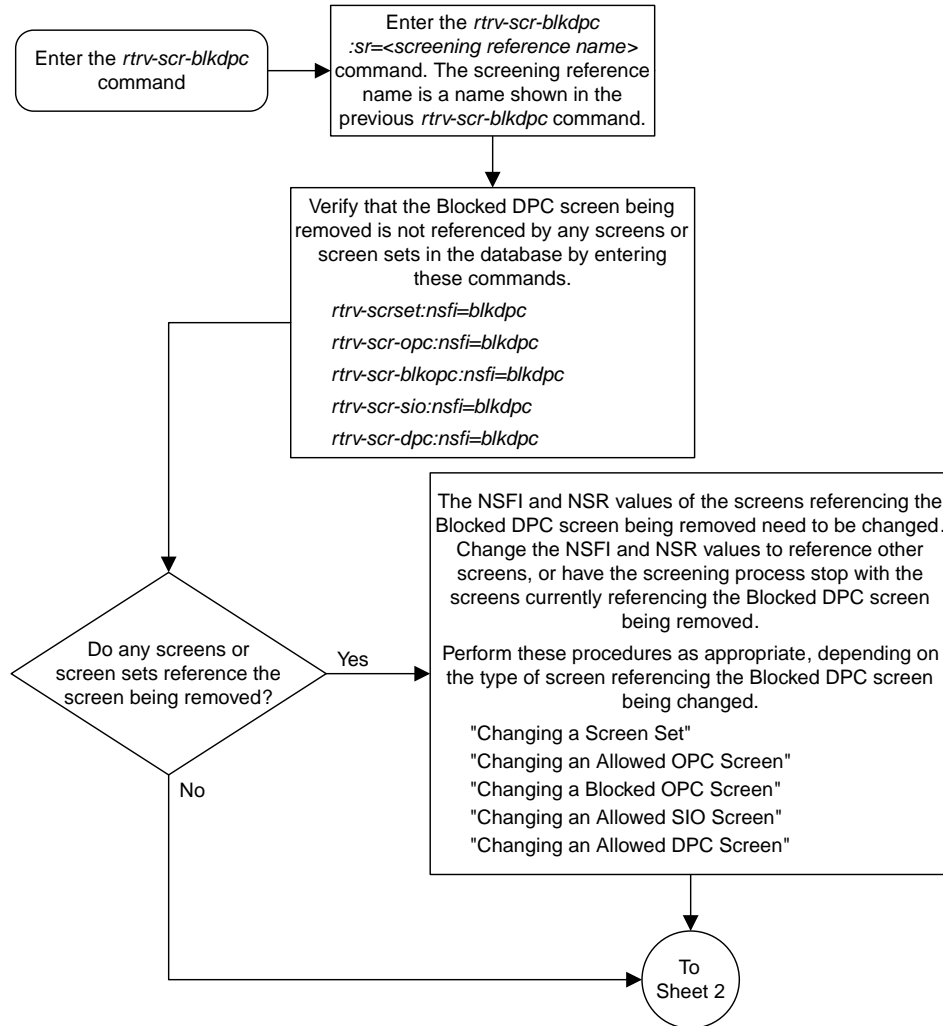 Enter the rtrv-scr-blkdpc
command
Enter the rtrv-scr-blkdpc
:sr=<screening reference name>
command. The screening reference
name is a name shown in the
previous rtrv-scr-blkdpc command.
Verify that the Blocked DPC screen being
removed is not referenced by any screens or
screen sets in the database by entering
these commands.
rtrv-scrset:nsfi=blkdpc
rtrv-scr-opc:nsfi=blkdpc
rtrv-scr-blkopc:nsfi=blkdpc
rtrv-scr-sio:nsfi=blkdpc
rtrv-scr-dpc:nsfi=blkdpc
Do any screens or
screen sets reference the
screen being removed?
Yes
No
The NSFI and NSR values of the screens referencing the
Blocked DPC screen being removed need to be changed.
Change the NSFI and NSR values to reference other
screens, or have the screening process stop with the
screens currently referencing the Blocked DPC screen
being removed.
Perform these procedures as appropriate, depending on
the type of screen referencing the Blocked DPC screen
being changed.
"Changing a Screen Set"
"Changing an Allowed OPC Screen"
"Changing a Blocked OPC Screen"
"Changing an Allowed SIO Screen"
"Changing an Allowed DPC Screen"
To
Sheet 2